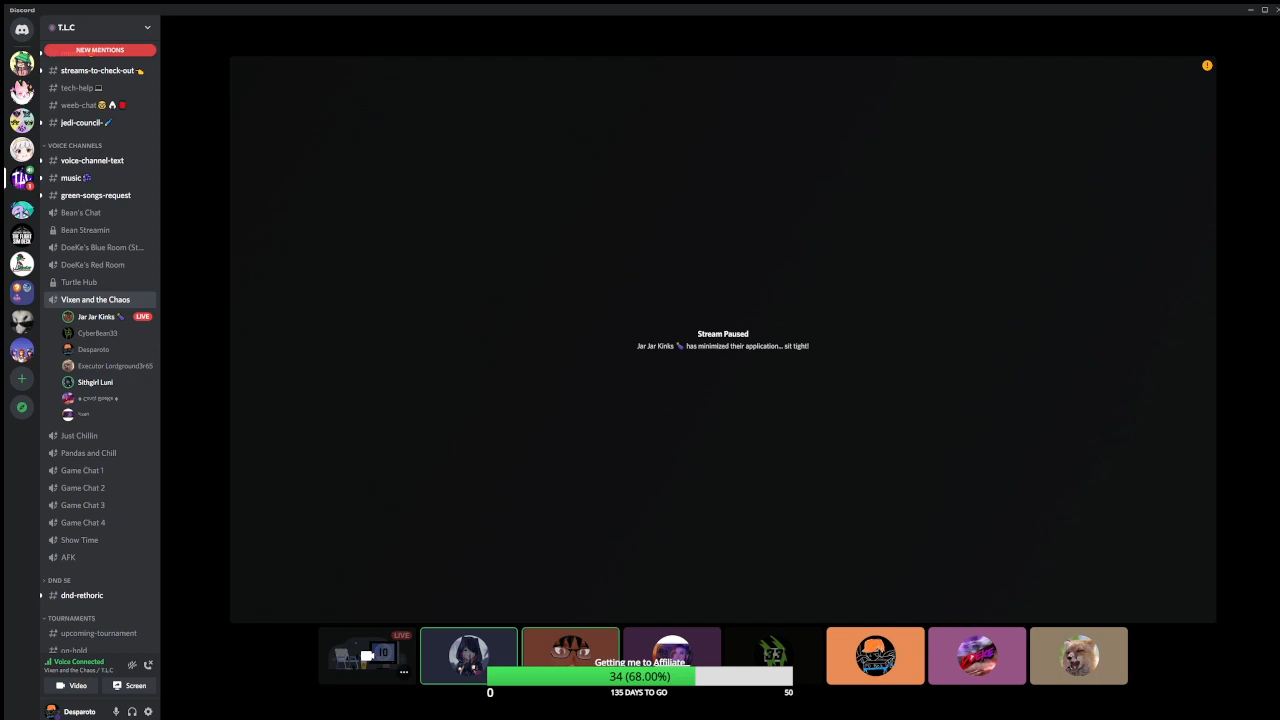 Discord
T.L.C
NEW MENTIONS
streams-to-check-out
tech-help
weeb-chat
jedi-council-
VOICE CHANNELS
voice-channel-text
music
green-songs-request
Bean's Chat
Bean Streamin
DoeKe's Blue Room (St...
DoeKe's Red Room
Turtle Hub
Vixen and the Chaos
Jar Jar Kinks LIVE
CyberBean33
Desparoto
Executor Lordground3r65
Sithgirl Luni
Just Chillin
Pandas and Chill
Game Chat 1
Game Chat 2
Game Chat 3
Game Chat 4
Show Time
AFK
DND SE
dnd-rethoric
TOURNAMENTS
upcoming-tournament
on-hold
Voice Connected
Vixen and the Chaos / T.L.C
Video Screen
Desparoto
Stream Paused
Jar Jar Kinks has minimized their application... sit tight!
LIVE
33
Getting me to Affiliate
34 (68.00%)
0 135 DAYS TO GO 50